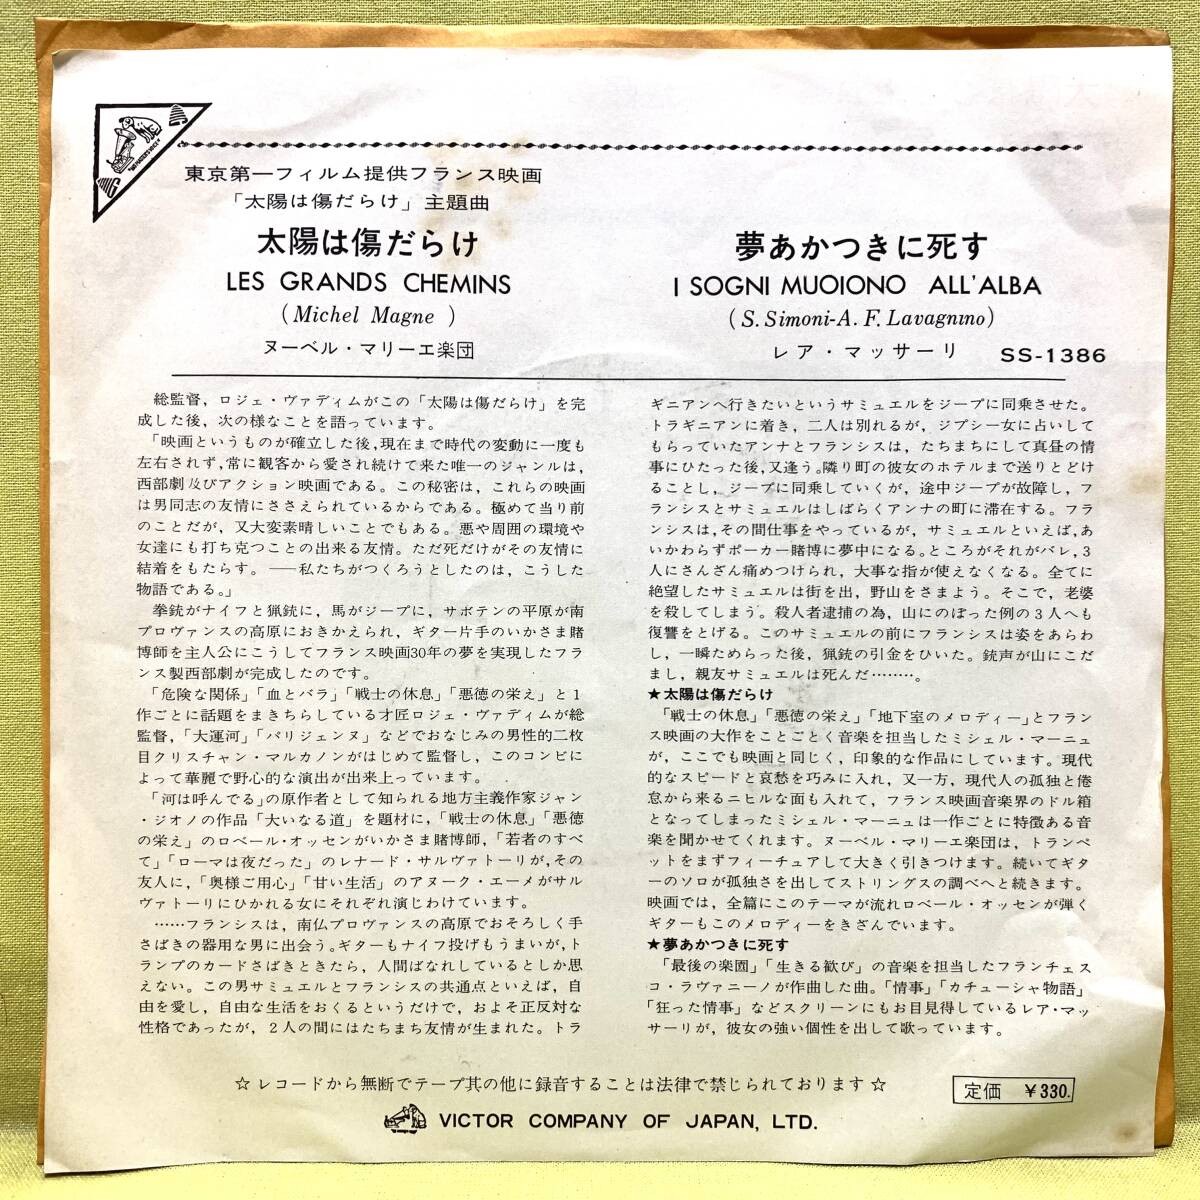 東京第一フィルム提供フランス映画
「太陽は傷だらけ」主題曲
太陽は傷だらけ
LES GRANDS CHEMINS
(Michel Magne )
ヌーベル・マリーエ楽団
夢あかつきに死す
I SOGNI MUOIONO ALL'ALBA
(S. Simoni-A. F. Lavagnino)
レア・マッサーリ SS-1386
総監督，ロジェ・ヴァディムがこの「太陽は傷だらけ」を完
成した後，次の様なことを語っています。
「映画というものが確立した後，現在まで時代の変動に一度も
左右されず，常に観客から愛され続けて来た唯一のジャンルは，
西部劇及びアクション映画である。この秘密は，これらの映画
は男同志の友情にささえられているからである。極めて当り前
のことだが，又大変素晴しいことでもある。悪や周囲の環境や
女達にも打ち克つことの出来る友情。ただ死だけがその友情に
結着をもたらす。──私たちがつくろうとしたのは，こうした
物語である。」
拳銃がナイフと猟銃に，馬がジープに，サボテンの平原が南
プロヴァンスの高原におきかえられ，ギター片手のいかさま賭
博師を主人公にこうしてフランス映画30年の夢を実現したフラ
ンス製西部劇が完成したのです。
「危険な関係」「血とバラ」「戦士の休息」「悪徳の栄え」と１
作ごとに話題をまきちらしている才匠ロジェ・ヴァディムが総
監督，「大運河」「パリジェンヌ」などでおなじみの男性的二枚
目クリスチャン・マルカノンがはじめて監督し，このコンビに
よって華麗で野心的な演出が出来上っています。
「河は呼んでる」の原作者として知られる地方主義作家ジャン
・ジオノの作品「大いなる道」を題材に，「戦士の休息」「悪徳
の栄え」のロベール・オッセンがいかさま賭博師，「若者のすべ
て」「ローマは夜だった」のレナード・サルヴァトーリが，その
友人に，「奥様ご用心」「甘い生活」のアヌーク・エーメがサル
ヴァトーリにひかれる女にそれぞれ演じわけています。
……フランシスは，南仏プロヴァンスの高原でおそろしく手
さばきの器用な男に出会う。ギターもナイフ投げもうまいが，ト
ランプのカードさばきときたら，人間ばなれしているとしか思
えない。この男サミュエルとフランシスの共通点といえば，自
由を愛し，自由な生活をおくるというだけで，およそ正反対な
性格であったが，２人の間にはたちまち友情が生まれた。トラ
ギニアンへ行きたいというサミュエルをジープに同乗させた。
トラギニアンに着き，二人は別れるが，ジプシー女に占いして
もらっていたアンナとフランシスは，たちまちにして真昼の情
事にひたった後，又逢う。隣り町の彼女のホテルまで送りとどけ
ることし，ジープに同乗していくが，途中ジープが故障し，フ
ランシスとサミュエルはしばらくアンナの町に滞在する。フラ
ンシスは，その間仕事をやっているが，サミュエルといえば，あ
いかわらずポーカー賭博に夢中になる。ところがそれがバレ，３
人にさんざん痛めつけられ，大事な指が使えなくなる。全てに
絶望したサミュエルは街を出，野山をさまよう。そこで，老婆
を殺してしまう。殺人者逮捕の為，山にのぼった例の３人へも
復讐をとげる。このサミュエルの前にフランシスは姿をあらわ
し，一瞬ためらった後，猟銃の引金をひいた。銃声が山にこだ
まし，親友サミュエルは死んだ………。
★太陽は傷だらけ
「戦士の休息」「悪徳の栄え」「地下室のメロディー」とフラン
ス映画の大作をことごとく音楽を担当したミシェル・マーニュ
が，ここでも映画と同じく，印象的な作品にしています。現代
的なスピードと哀愁を巧みに入れ，又一方，現代人の孤独と倦
怠から来るニヒルな面も入れて，フランス映画音楽界のドル箱
となってしまったミシェル・マーニュは一作ごとに特徴ある音
楽を聞かせてくれます。ヌーベル・マリーエ楽団は，トランペ
ットをまずフィーチュアして大きく引きつけます。続いてギタ
ーのソロが孤独さを出してストリングスの調べへと続きます。
映画では，全篇にこのテーマが流れロベール・オッセンが弾く
ギターもこのメロディーをきざんでいます。
★夢あかつきに死す
「最後の楽園」「生きる歓び」の音楽を担当したフランチェス
コ・ラヴァニーノが作曲した曲。「情事」「カチューシャ物語」
「狂った情事」などスクリーンにもお目見得しているレア・マッ
サーリが，彼女の強い個性を出して歌っています。
☆レコードから無断でテープ其の他に録音することは法律で禁じられております☆
定価 ￥330.
VICTOR COMPANY OF JAPAN, LTD.